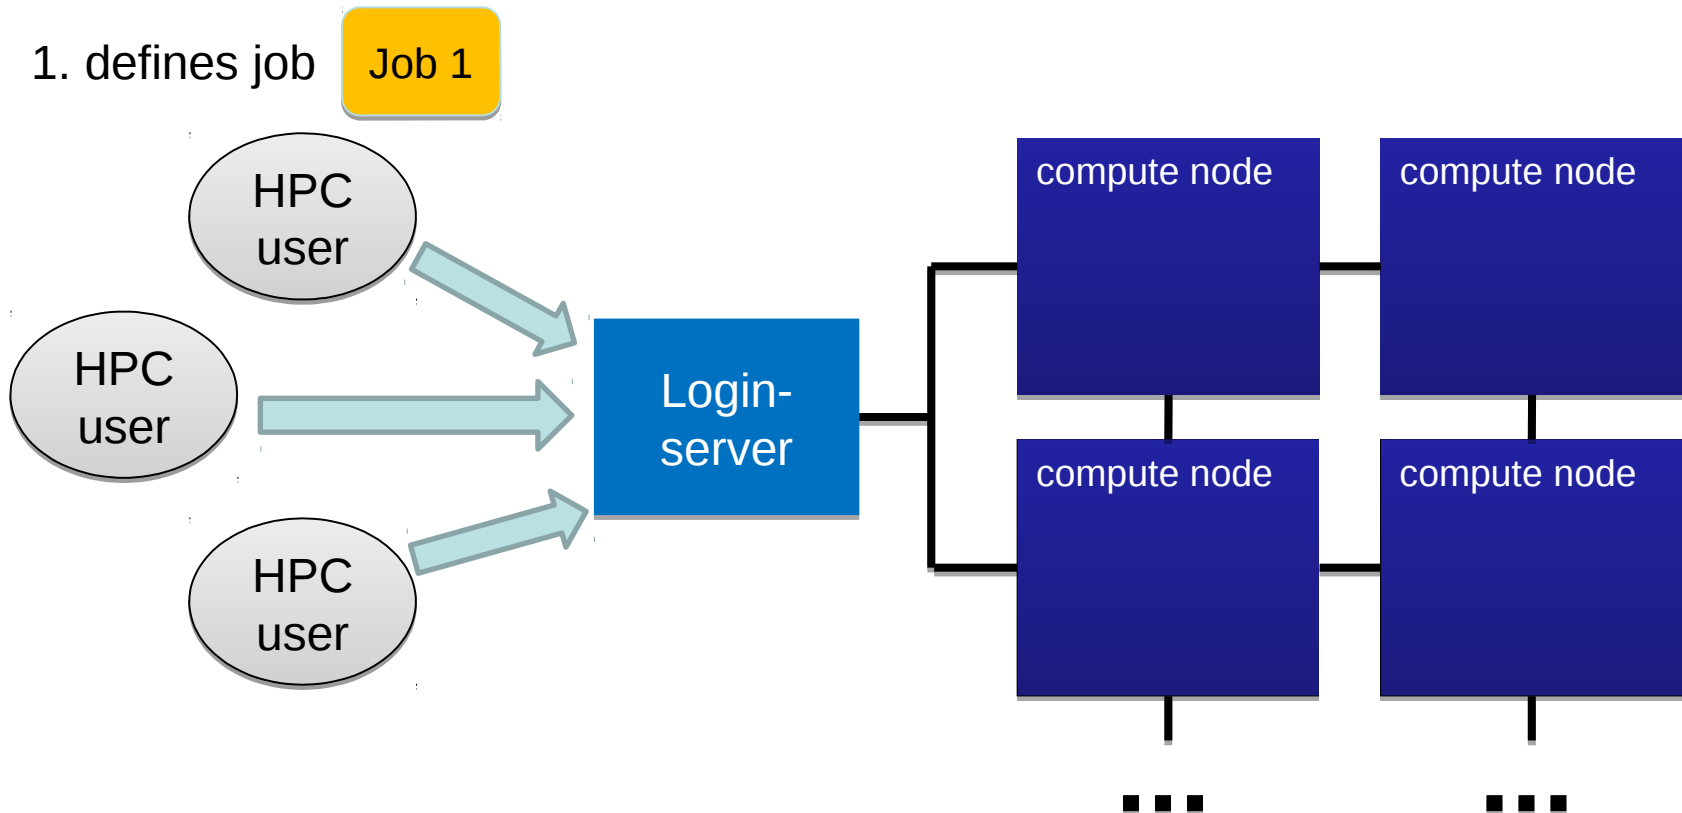 1. defines job
Job 1
HPC
user
HPC
user
HPC
user
Login-
server
compute node
compute node
compute node
compute node
...
...